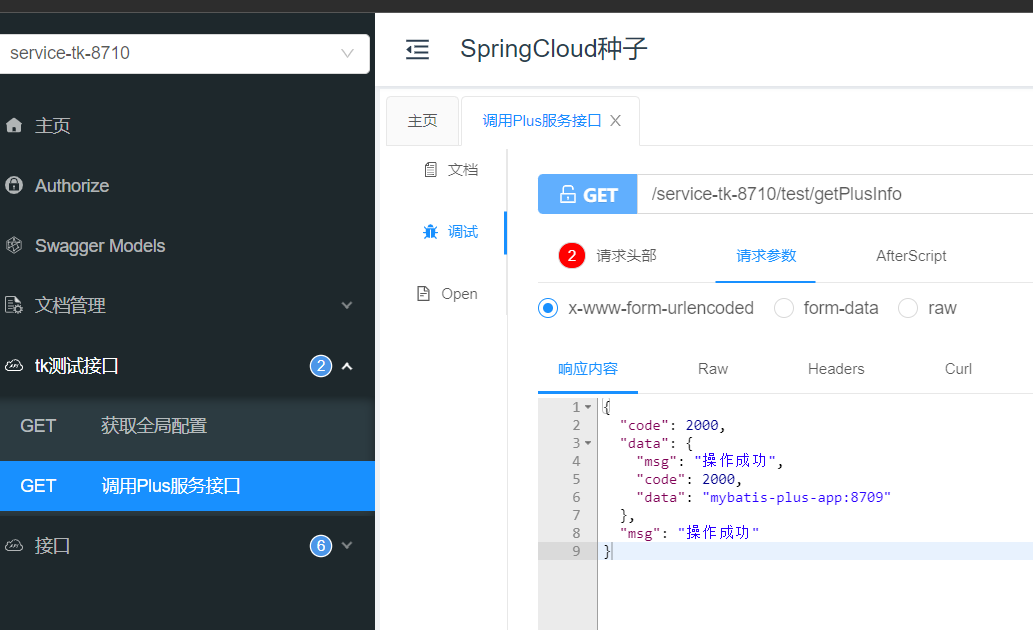 service-tk-8710
主页
Authorize
Swagger Models
文档管理
tk测试接口 2
GET 获取全局配置
GET 调用Plus服务接口
接口 6
SpringCloud种子
主页 调用Plus服务接口
文档
调试
Open
GET /service-tk-8710/test/getPlusInfo
2 请求头部 请求参数 AfterScript
x-www-form-urlencoded form-data raw
响应内容 Raw Headers Curl
1 {
2 "code": 2000,
3 "data": {
4 "msg": "操作成功",
5 "code": 2000,
6 "data": "mybatis-plus-app:8709"
7 },
8 "msg": "操作成功"
9 }